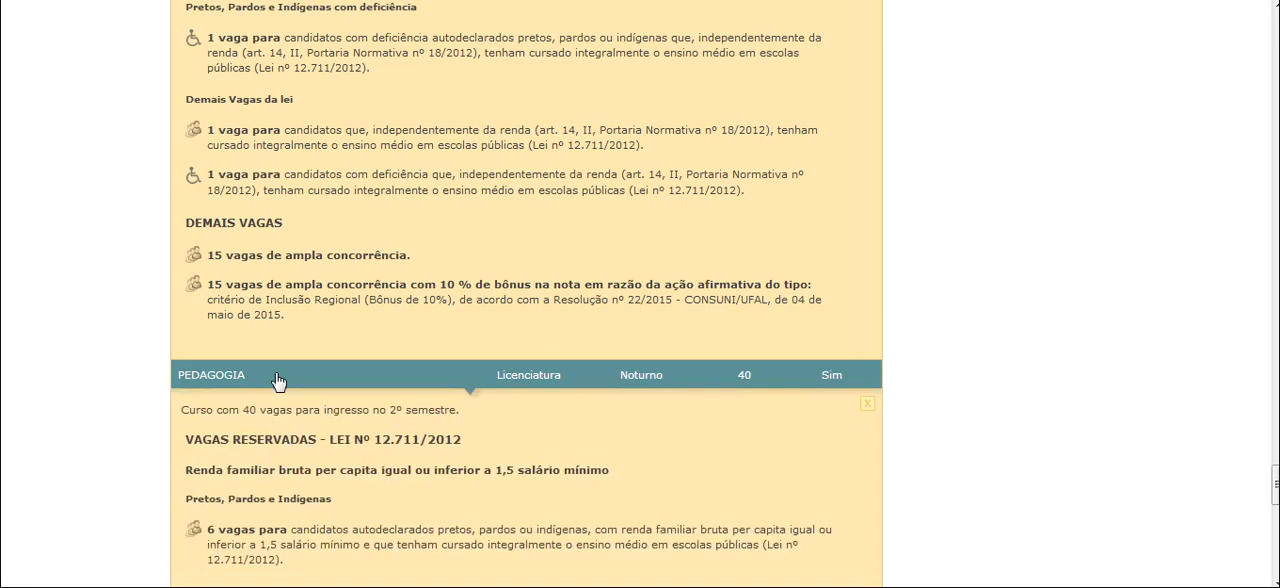 Pretos, Pardos e Indígenas com deficiência
1 vaga para candidatos com deficiência autodeclarados pretos, pardos ou indígenas que, independentemente da
renda (art. 14, II, Portaria Normativa nº 18/2012), tenham cursado integralmente o ensino médio em escolas
públicas (Lei nº 12.711/2012).
Demais Vagas da lei
1 vaga para candidatos que, independentemente da renda (art. 14, II, Portaria Normativa nº 18/2012), tenham
cursado integralmente o ensino médio em escolas públicas (Lei nº 12.711/2012).
1 vaga para candidatos com deficiência que, independentemente da renda (art. 14, II, Portaria Normativa nº
18/2012), tenham cursado integralmente o ensino médio em escolas públicas (Lei nº 12.711/2012).
DEMAIS VAGAS
15 vagas de ampla concorrência.
15 vagas de ampla concorrência com 10 % de bônus na nota em razão da ação afirmativa do tipo:
critério de Inclusão Regional (Bônus de 10%), de acordo com a Resolução nº 22/2015 - CONSUNI/UFAL, de 04 de
maio de 2015.
PEDAGOGIA Licenciatura Noturno 40 Sim
Curso com 40 vagas para ingresso no 2º semestre.
X
VAGAS RESERVADAS - LEI Nº 12.711/2012
Renda familiar bruta per capita igual ou inferior a 1,5 salário mínimo
Pretos, Pardos e Indígenas
6 vagas para candidatos autodeclarados pretos, pardos ou indígenas, com renda familiar bruta per capita igual ou
inferior a 1,5 salário mínimo e que tenham cursado integralmente o ensino médio em escolas públicas (Lei nº
12.711/2012).